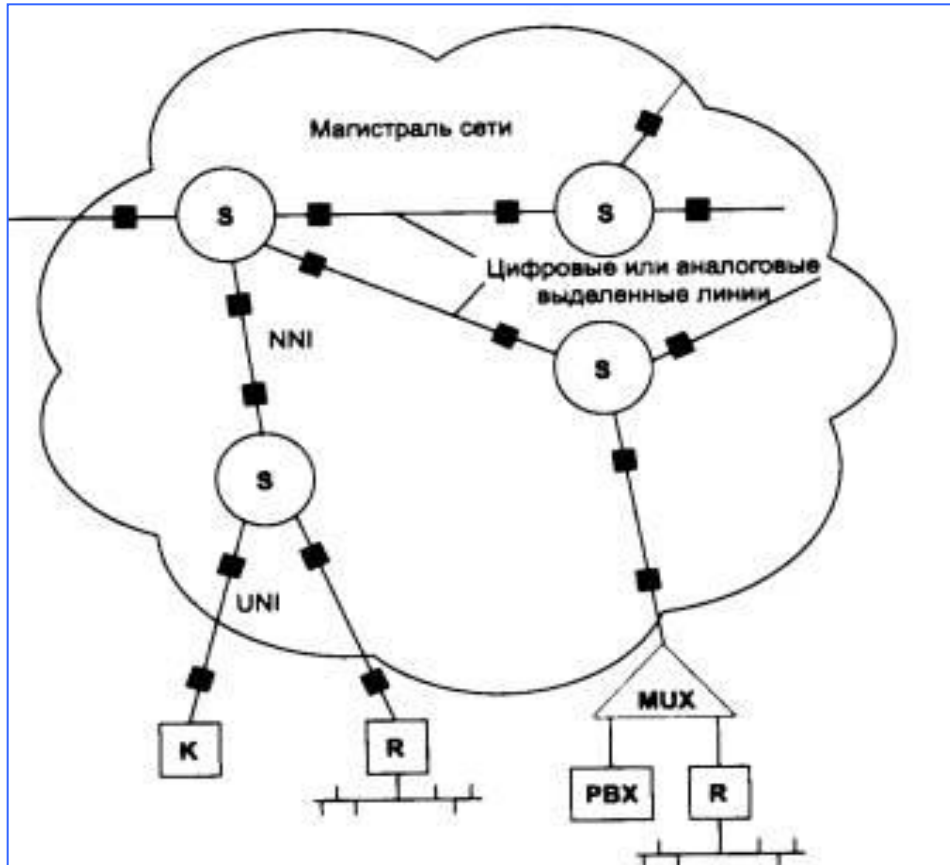 Магистраль сети
S
S
Цифровые или аналоговые
выделенные линии
NNI
S
S
UNI
MUX
K
R
PBX
R